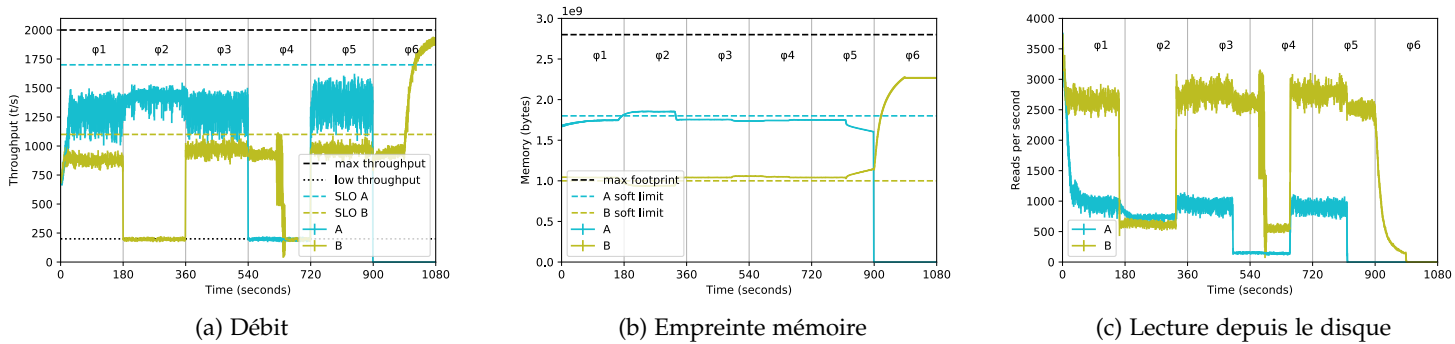 2000
1750
1500
1250
1000
750
500
250
0
Throughput (t/s)
φ1 φ2 φ3 φ4 φ5 φ6
max throughput
low throughput
SLO A
SLO B
A
B
0 180 360 540 720 900 1080
Time (seconds)
(a) Débit
1e9
3.0
2.5
2.0
1.5
1.0
0.5
0.0
Memory (bytes)
φ1 φ2 φ3 φ4 φ5 φ6
max footprint
A soft limit
B soft limit
A
B
0 180 360 540 720 900 1080
Time (seconds)
(b) Empreinte mémoire
4000
3500
3000
2500
2000
1500
1000
500
0
Reads per second
φ1 φ2 φ3 φ4 φ5 φ6
A
B
0 180 360 540 720 900 1080
Time (seconds)
(c) Lecture depuis le disque